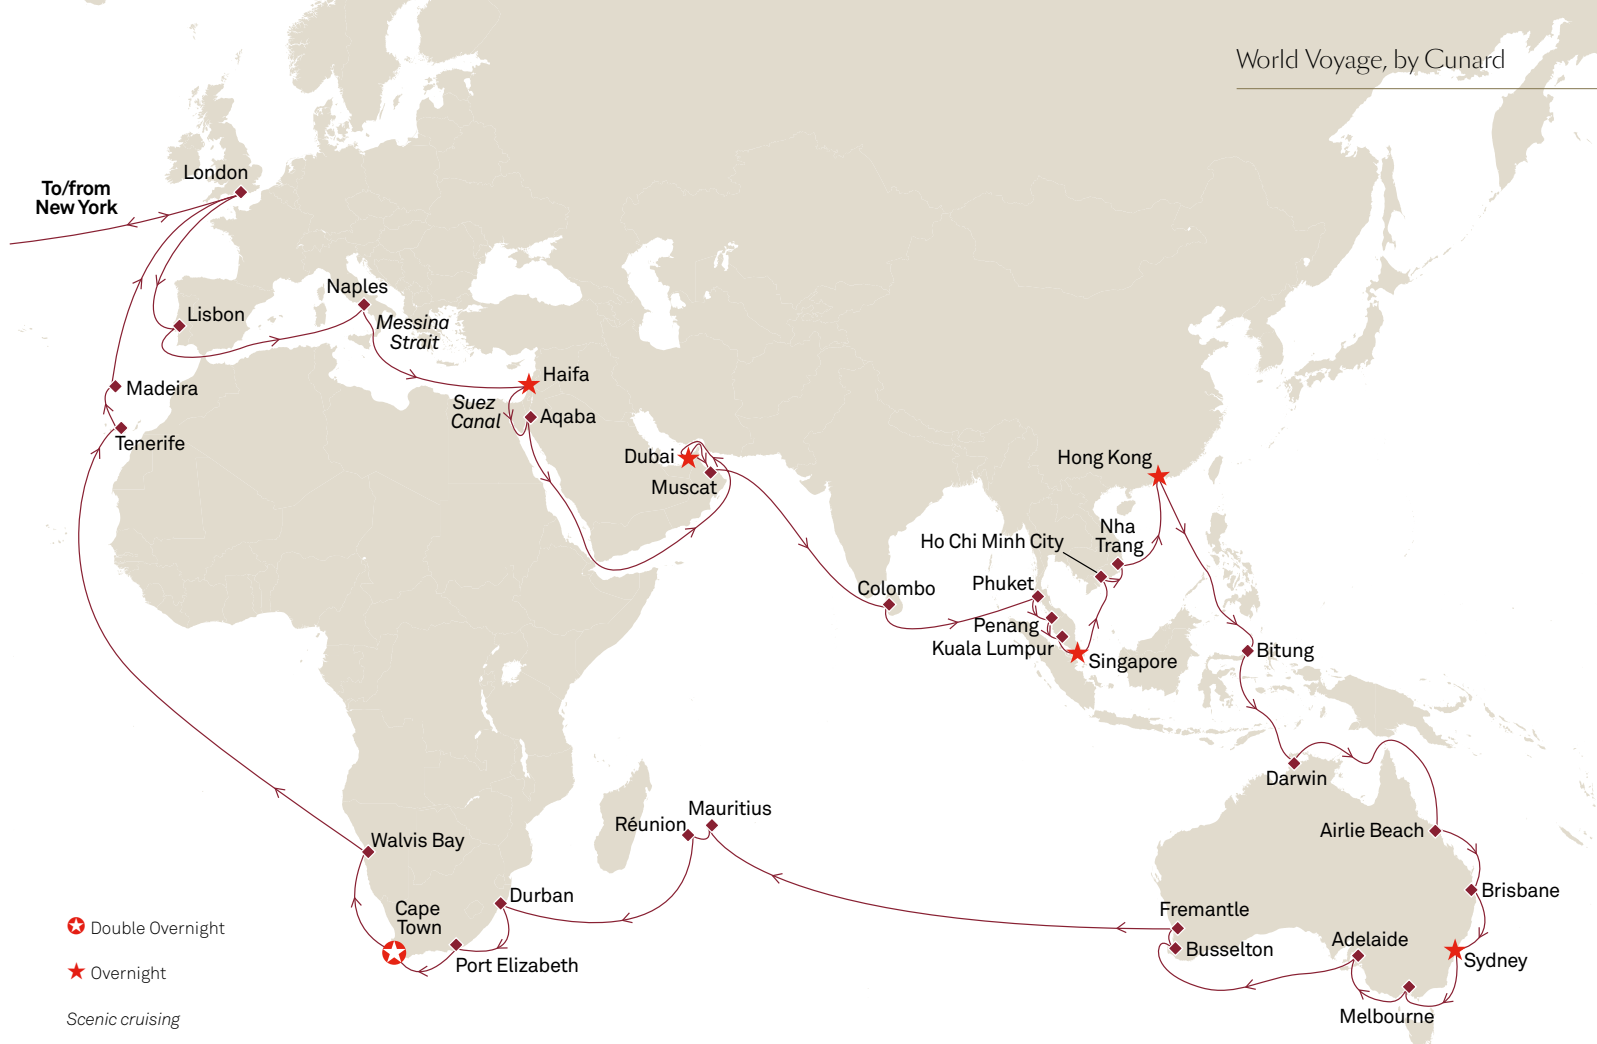 World Voyage, by Cunard
London
To/from
New York
Naples
Lisbon
Messina
Strait
Haifa
Madeira
Suez
Canal
Aqaba
Tenerife
Dubai
Muscat
Hong Kong
Nha
Trang
Ho Chi Minh City
Phuket
Colombo
Penang
Kuala Lumpur
Singapore
Bitung
Darwin
Mauritius
Réunion
Airlie Beach
Walvis Bay
Durban
Brisbane
Cape
Town
Fremantle
Double Overnight
Adelaide
Busselton
Sydney
Port Elizabeth
Overnight
Melbourne
Scenic cruising